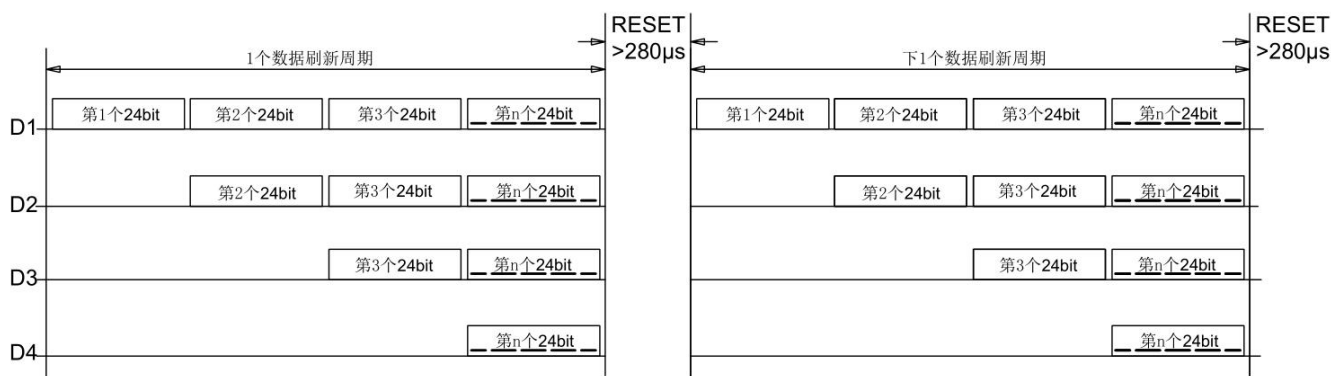 RESET
>280μs
RESET
>280μs
1个数据刷新周期
下1个数据刷新周期
D1 第1个24bit 第2个24bit 第3个24bit 第n个24bit 第1个24bit 第2个24bit 第3个24bit 第n个24bit
D2 第2个24bit 第3个24bit 第n个24bit 第2个24bit 第3个24bit 第n个24bit
D3 第3个24bit 第n个24bit 第3个24bit 第n个24bit
D4 第n个24bit 第n个24bit